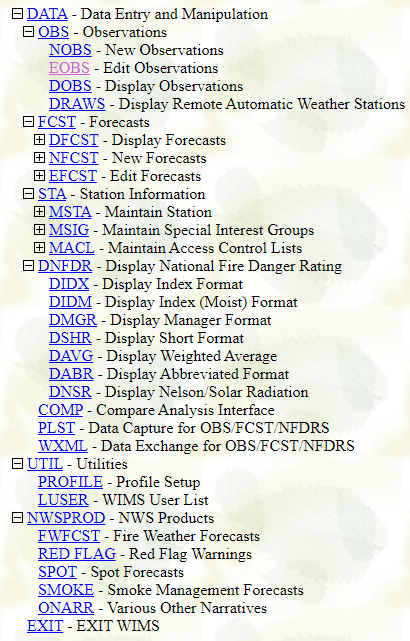 DATA - Data Entry and Manipulation
OBS - Observations
NOBS - New Observations
EOBS - Edit Observations
DOBS - Display Observations
DRAWS - Display Remote Automatic Weather Stations
FCST - Forecasts
DFCST - Display Forecasts
NFCST - New Forecasts
EFCST - Edit Forecasts
STA - Station Information
MSTA - Maintain Station
MSIG - Maintain Special Interest Groups
MACL - Maintain Access Control Lists
DNFDR - Display National Fire Danger Rating
DIDX - Display Index Format
DIDM - Display Index (Moist) Format
DMGR - Display Manager Format
DSHR - Display Short Format
DAVG - Display Weighted Average
DABR - Display Abbreviated Format
DNSR - Display Nelson/Solar Radiation
COMP - Compare Analysis Interface
PLST - Data Capture for OBS/FCST/NFDRS
WXML - Data Exchange for OBS/FCST/NFDRS
UTIL - Utilities
PROFILE - Profile Setup
LUSER - WIMS User List
NWSPROD - NWS Products
FWFCST - Fire Weather Forecasts
RED FLAG - Red Flag Warnings
SPOT - Spot Forecasts
SMOKE - Smoke Management Forecasts
ONARR - Various Other Narratives
EXIT - EXIT WIMS